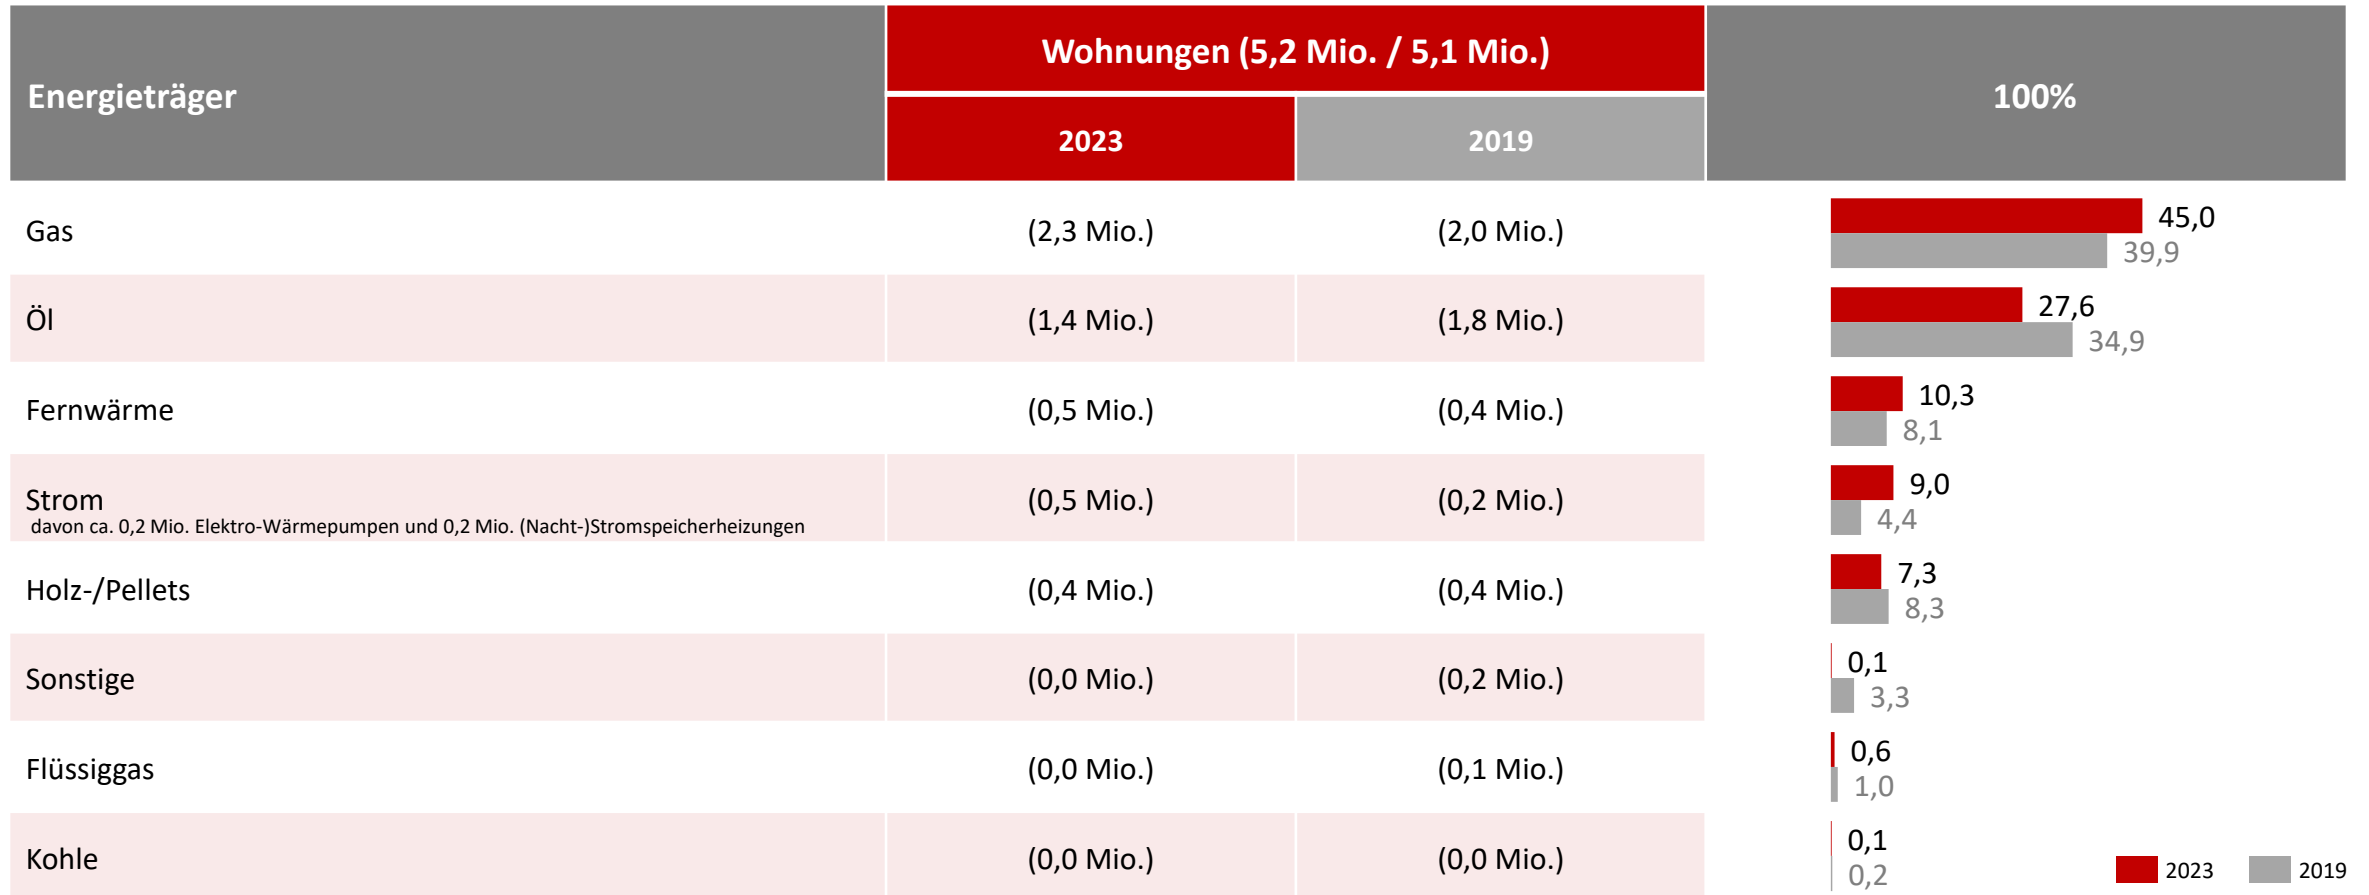 Energieträger
Wohnungen (5,2 Mio. / 5,1 Mio.)
100%
2023
2019
Gas
(2,3 Mio.)
(2,0 Mio.)
45,0
39,9
Öl
(1,4 Mio.)
(1,8 Mio.)
27,6
34,9
Fernwärme
(0,5 Mio.)
(0,4 Mio.)
10,3
8,1
Strom
davon ca. 0,2 Mio. Elektro-Wärmepumpen und 0,2 Mio. (Nacht-)Stromspeicherheizungen
(0,5 Mio.)
(0,2 Mio.)
9,0
4,4
Holz-/Pellets
(0,4 Mio.)
(0,4 Mio.)
7,3
8,3
Sonstige
(0,0 Mio.)
(0,2 Mio.)
0,1
3,3
Flüssiggas
(0,0 Mio.)
(0,1 Mio.)
0,6
1,0
Kohle
(0,0 Mio.)
(0,0 Mio.)
0,1
0,2
2023
2019